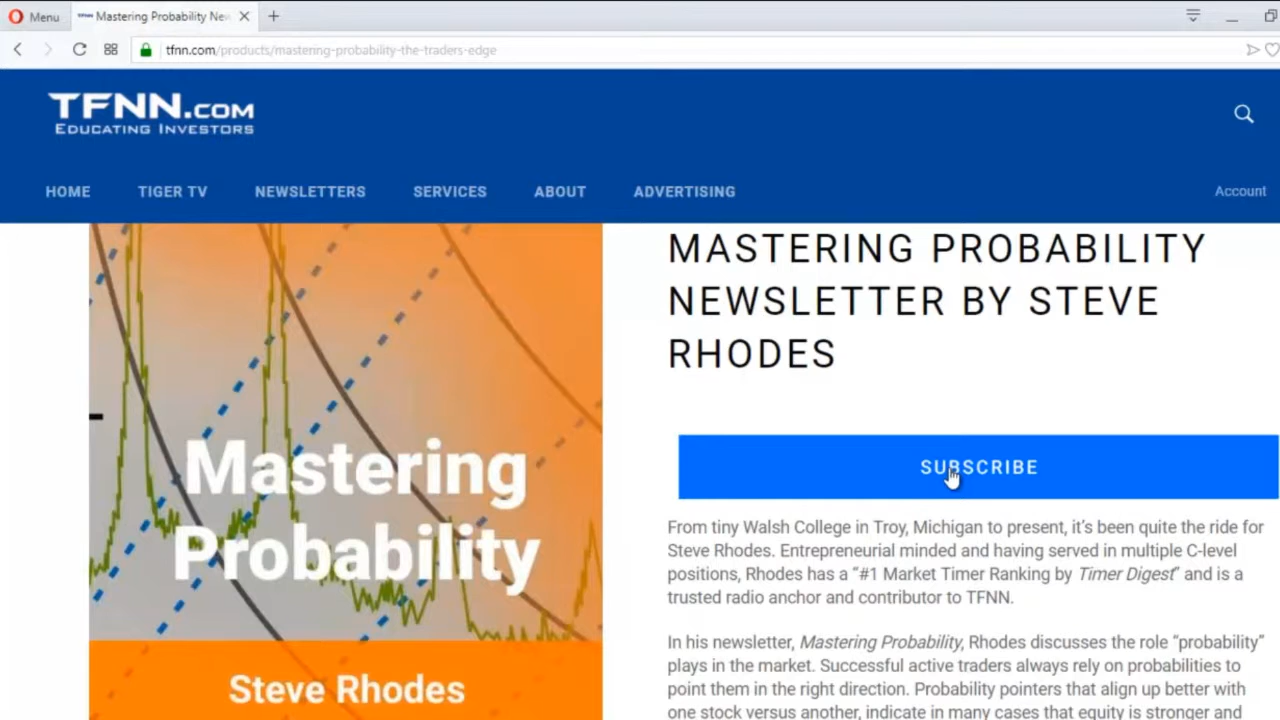 Menu
Mastering Probability Nev
tfnn.com/products/mastering-probability-the-traders-edge
TFNN.COM
EDUCATING INVESTORS
HOME TIGER TV NEWSLETTERS SERVICES ABOUT ADVERTISING Account
Mastering
Probability
Steve Rhodes
MASTERING PROBABILITY
NEWSLETTER BY STEVE
RHODES
SUBSCRIBE
From tiny Walsh College in Troy, Michigan to present, it's been quite the ride for
Steve Rhodes. Entrepreneurial minded and having served in multiple C-level
positions, Rhodes has a “#1 Market Timer Ranking by Timer Digest” and is a
trusted radio anchor and contributor to TFNN.
In his newsletter, Mastering Probability, Rhodes discusses the role “probability”
plays in the market. Successful active traders always rely on probabilities to
point them in the right direction. Probability pointers that align up better with
one stock versus another, indicate in many cases that equity is stronger and